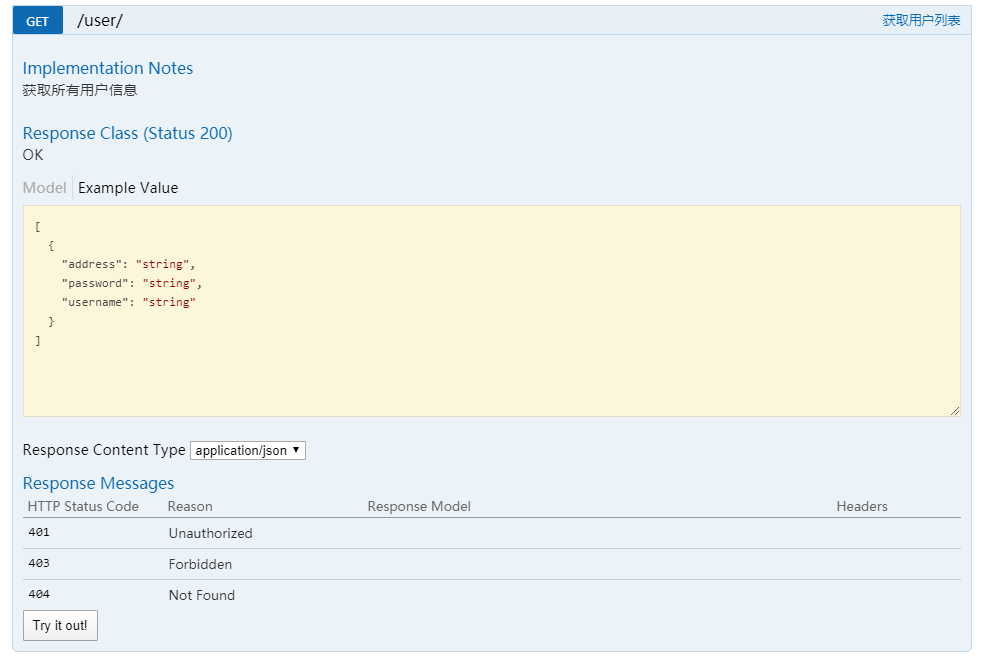 GET /user/ 获取用户列表
Implementation Notes
获取所有用户信息
Response Class (Status 200)
OK
Model Example Value
[
  {
    "address": "string",
    "password": "string",
    "username": "string"
  }
]
Response Content Type application/json
Response Messages
HTTP Status Code Reason Response Model Headers
401 Unauthorized
403 Forbidden
404 Not Found
Try it out!